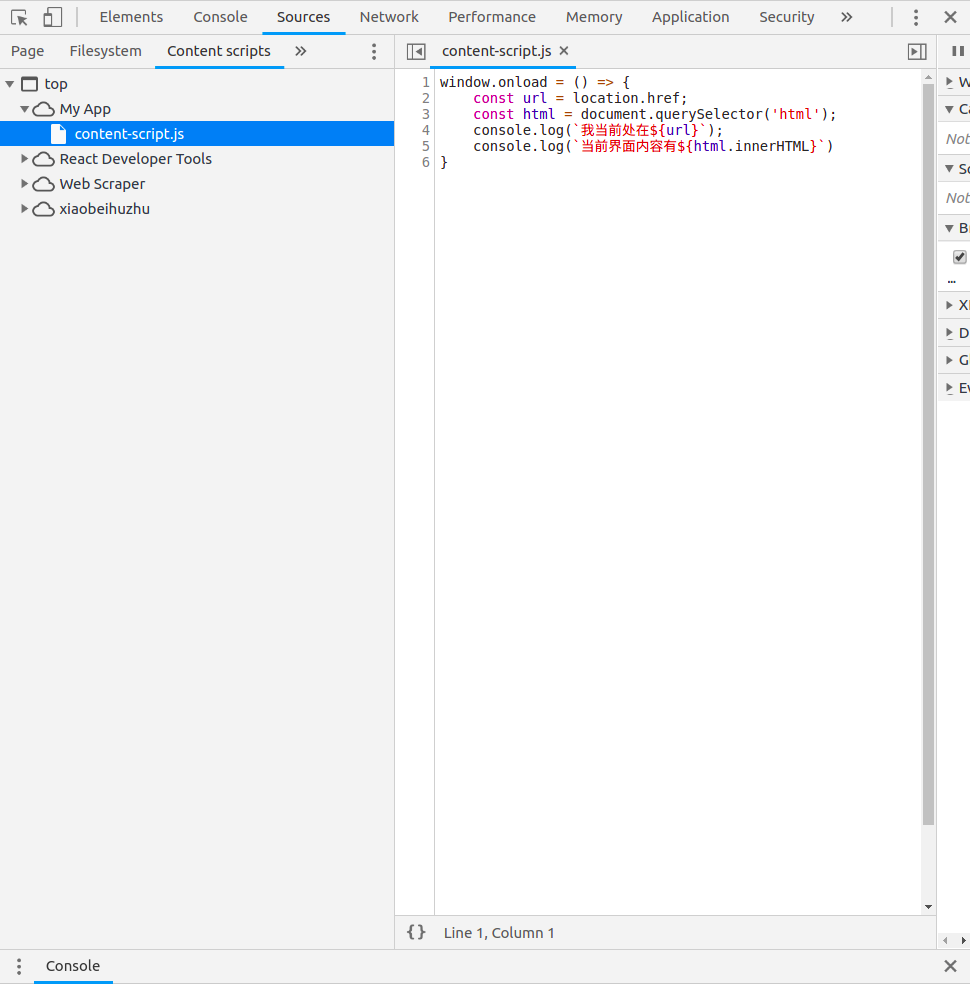 Elements Console Sources Network Performance Memory Application Security »
Page Filesystem Content scripts »
content-script.js ×
top
My App
content-script.js
React Developer Tools
Web Scraper
xiaobeihuzhu
1 window.onload = () => {
2     const url = location.href;
3     const html = document.querySelector('html');
4     console.log(`我当前处在${url}`);
5     console.log(`当前界面内容有${html.innerHTML}`)
6 }
W
Ca
Not
Sc
Not
Br
...
XI
D
G
Ev
{} Line 1, Column 1
Console